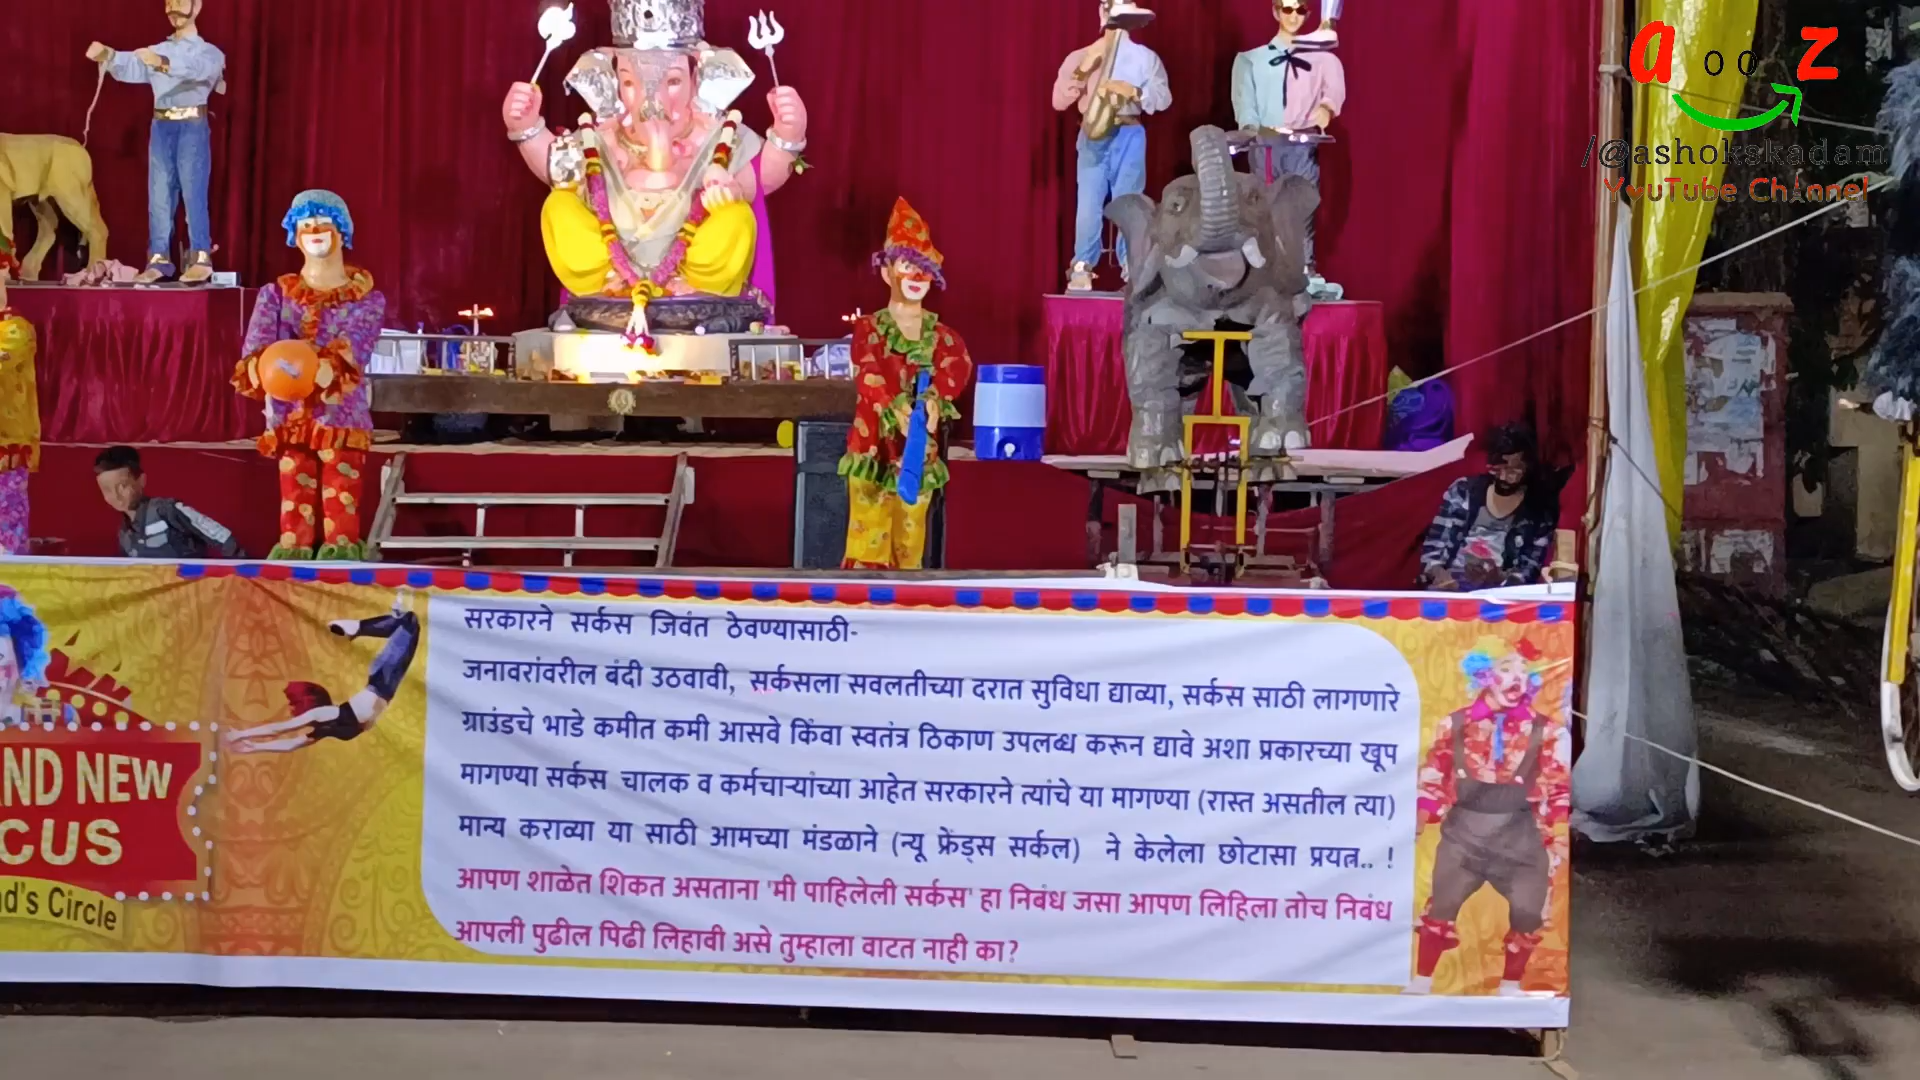 a oo z
/@ashokskadam
YouTube Channel
सरकारने सर्कस जिवंत ठेवण्यासाठी-
जनावरांवरील बंदी उठवावी, सर्कसला सवलतीच्या दरात सुविधा द्याव्या, सर्कस साठी लागणारे
ग्राउंडचे भाडे कमीत कमी आसवे किंवा स्वतंत्र ठिकाण उपलब्ध करून द्यावे अशा प्रकारच्या खूप
मागण्या सर्कस चालक व कर्मचाऱ्यांच्या आहेत सरकारने त्यांचे या मागण्या (रास्त असतील त्या)
मान्य कराव्या या साठी आमच्या मंडळाने (न्यू फ्रेंड्स सर्कल) ने केलेला छोटासा प्रयत्न.. !
आपण शाळेत शिकत असताना 'मी पाहिलेली सर्कस' हा निबंध जसा आपण लिहिला तोच निबंध
आपली पुढील पिढी लिहावी असे तुम्हाला वाटत नाही का?
ND NEW
CUS
d's Circle